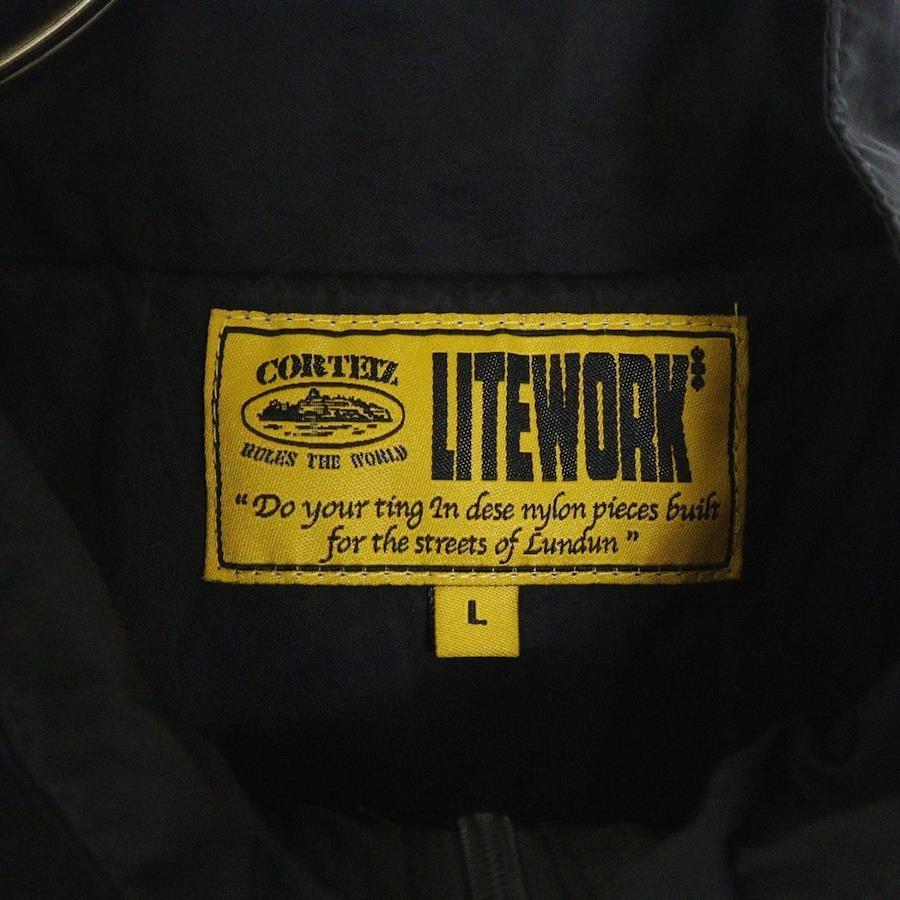 CORTEIZ
RULES THE WORLD
LITEWORK
"Do your ting In dese nylon pieces built
for the streets of Lundun"
L